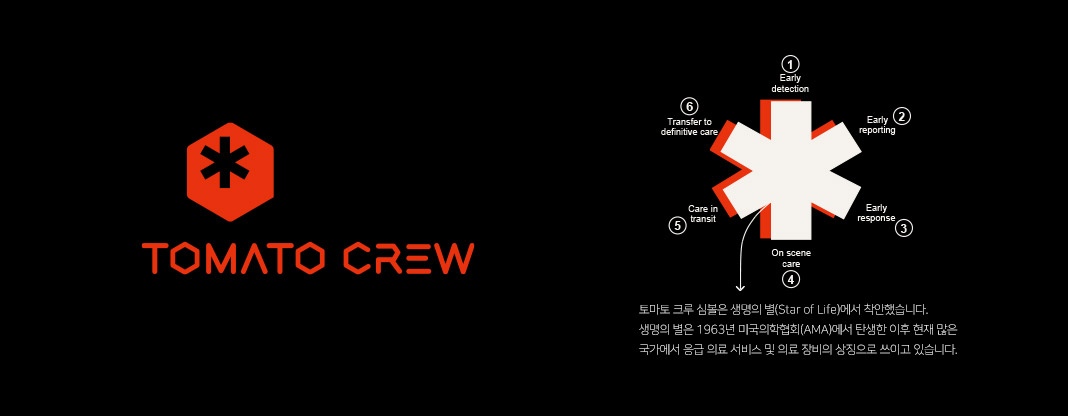 TOMATO CREW
1
Early
detection
2
Early
reporting
Early
response
3
On scene
care
4
Care in
transit
5
6
Transfer to
definitive care
토마토 크루 심볼은 생명의 별(Star of Life)에서 착안했습니다.
생명의 별은 1963년 미국의학협회(AMA)에서 탄생한 이후 현재 많은
국가에서 응급 의료 서비스 및 의료 장비의 상징으로 쓰이고 있습니다.